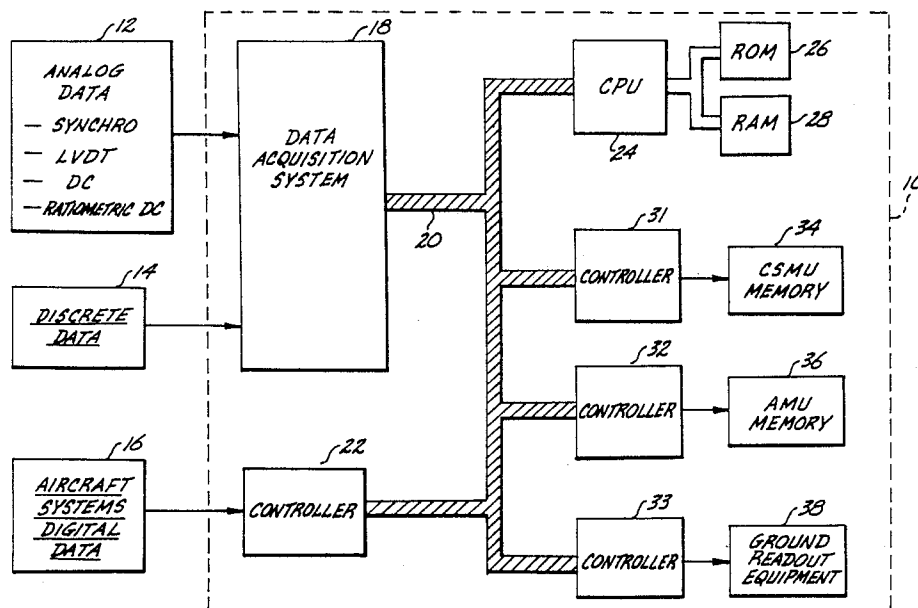 12
ANALOG
DATA
— SYNCHRO
— LVDT
— DC
— RATIOMETRIC DC
14
DISCRETE
DATA
16
AIRCRAFT
SYSTEMS
DIGITAL
DATA
18
DATA
ACQUISITION
SYSTEM
20
22
CONTROLLER
CPU
24
ROM
26
RAM
28
10
31
CONTROLLER
34
CSMU
MEMORY
32
CONTROLLER
36
AMU
MEMORY
33
CONTROLLER
38
GROUND
READOUT
EQUIPMENT